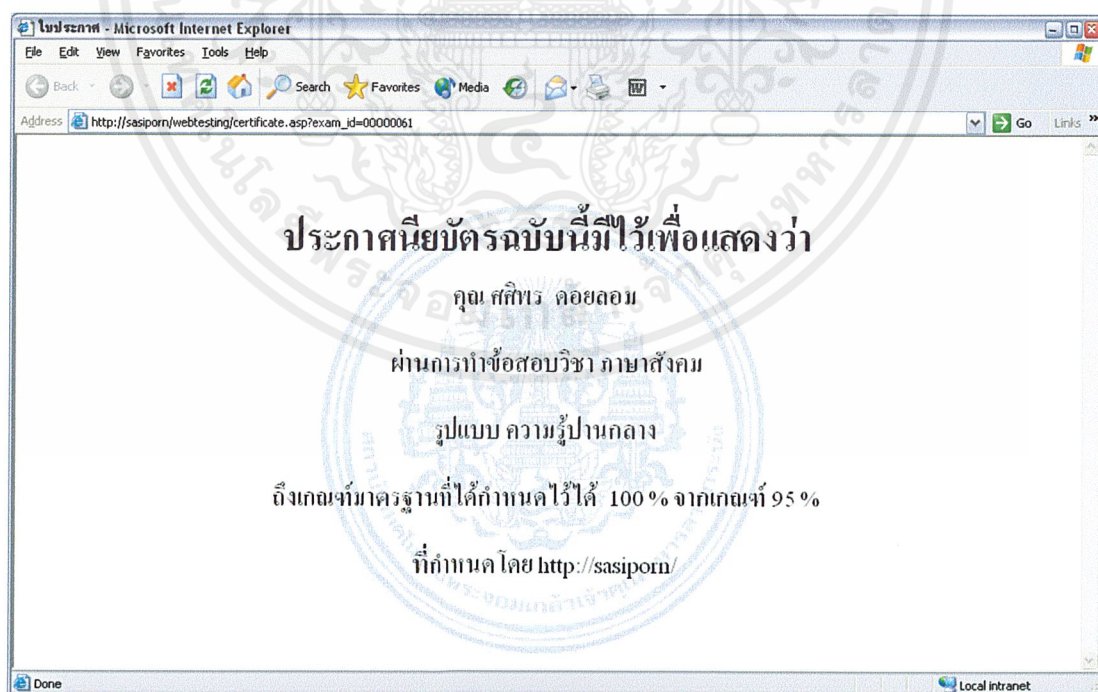 ใบประกาศ - Microsoft Internet Explorer
File Edit View Favorites Tools Help
Back Search Favorites Media
Address http://sasiporn/webtesting/certificate.asp?exam_id=00000061 Go Links »
ประกาศนียบัตรฉบับนี้มีไว้เพื่อแสดงว่า
คุณ ศศิพร ดอยลอม
ผ่านการทำข้อสอบวิชา ภาษาสังคม
รูปแบบ ความรู้ปานกลาง
ถึงเกณฑ์มาตรฐานที่ได้กำหนดไว้ได้ 100 % จากเกณฑ์ 95 %
ที่กำหนด โดย http://sasiporn/
Done Local intranet